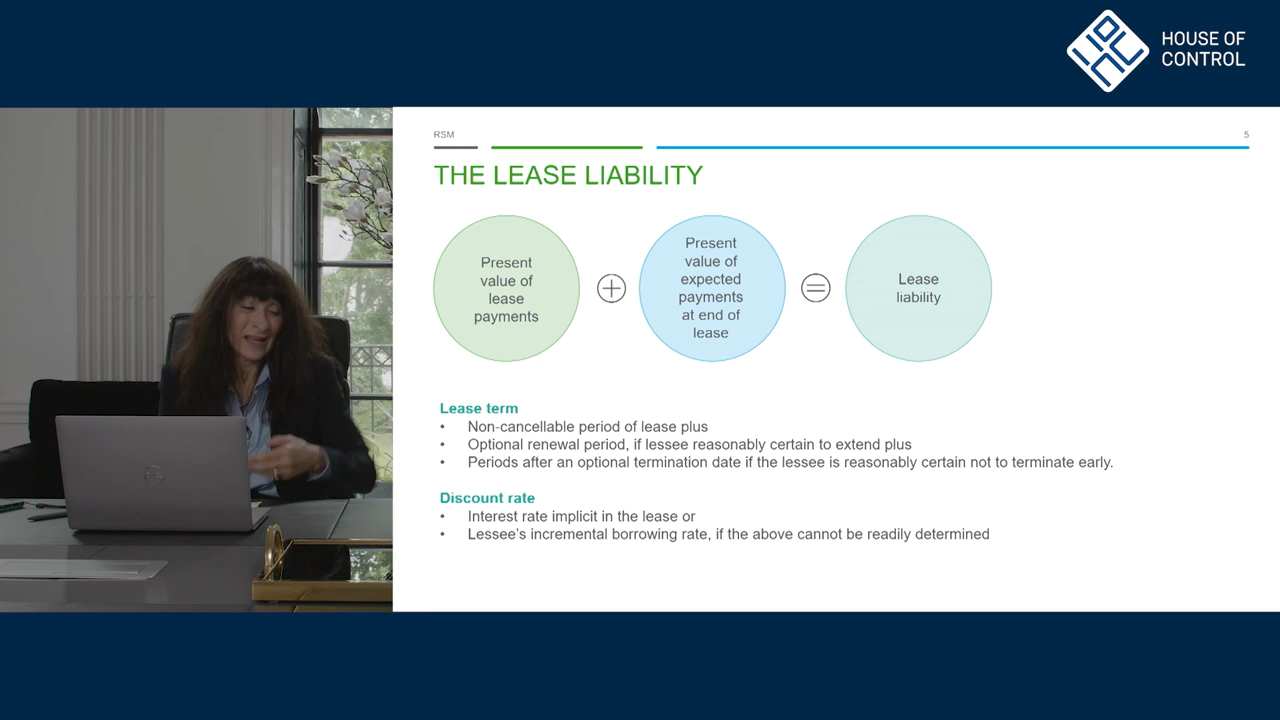 HOUSE OF
CONTROL
RSM
5
THE LEASE LIABILITY
Present
value of
lease
payments
Present
value of
expected
payments
at end of
lease
Lease
liability
Lease term
• Non-cancellable period of lease plus
• Optional renewal period, if lessee reasonably certain to extend plus
• Periods after an optional termination date if the lessee is reasonably certain not to terminate early.
Discount rate
• Interest rate implicit in the lease or
• Lessee's incremental borrowing rate, if the above cannot be readily determined